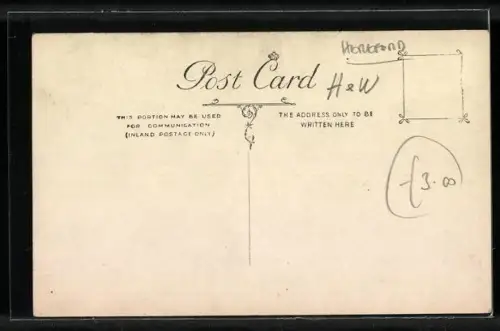 Post Card
H&W
THIS PORTION MAY BE USED
FOR COMMUNICATION
(INLAND POSTAGE ONLY)
THE ADDRESS ONLY TO BE
WRITTEN HERE
£3.00